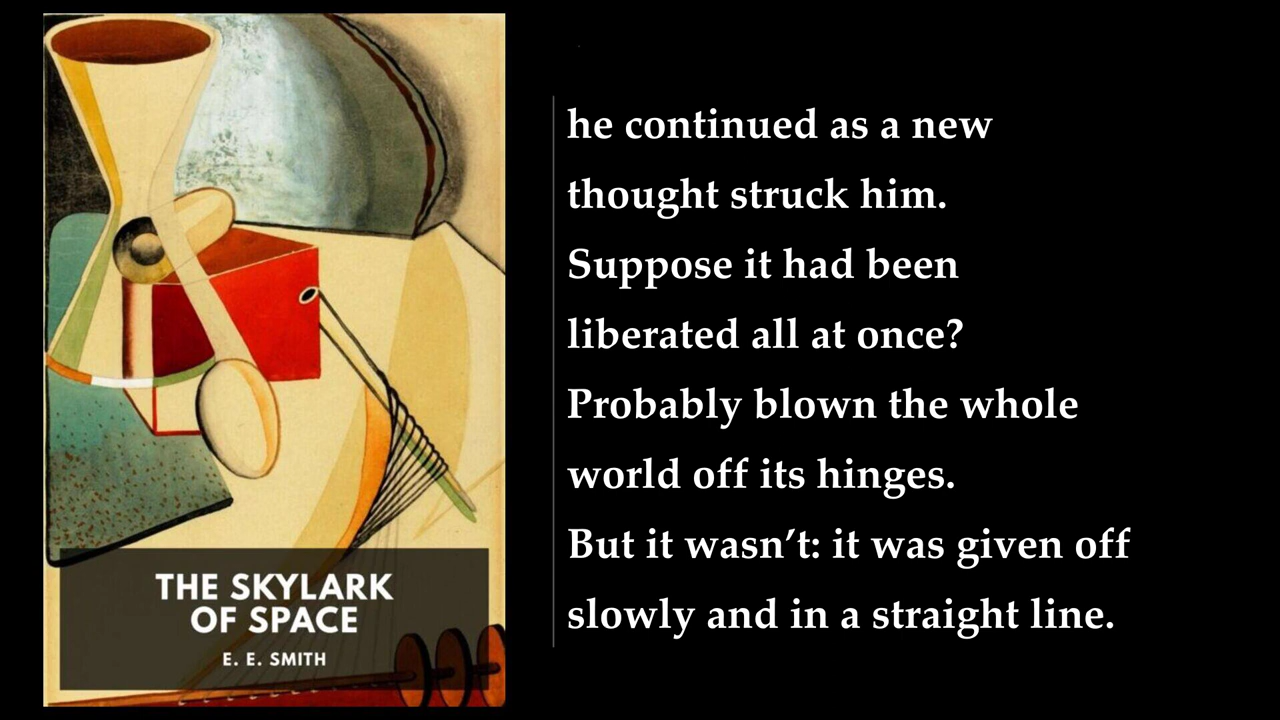 THE SKYLARK
OF SPACE
E. E. SMITH
he continued as a new
thought struck him.
Suppose it had been
liberated all at once?
Probably blown the whole
world off its hinges.
But it wasn’t: it was given off
slowly and in a straight line.